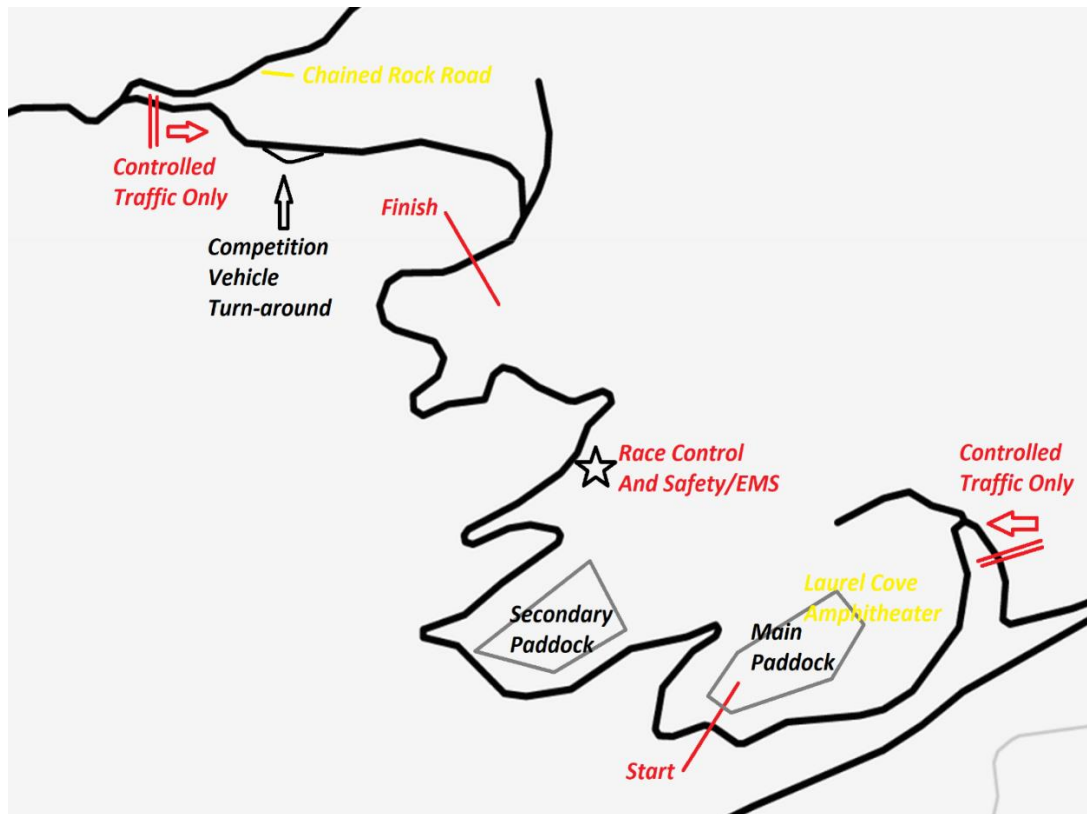 Chained Rock Road
Controlled
Traffic Only
Finish
Competition
Vehicle
Turn-around
Race Control
And Safety/EMS
Controlled
Traffic Only
Laurel Cove
Amphitheater
Secondary
Paddock
Main
Paddock
Start